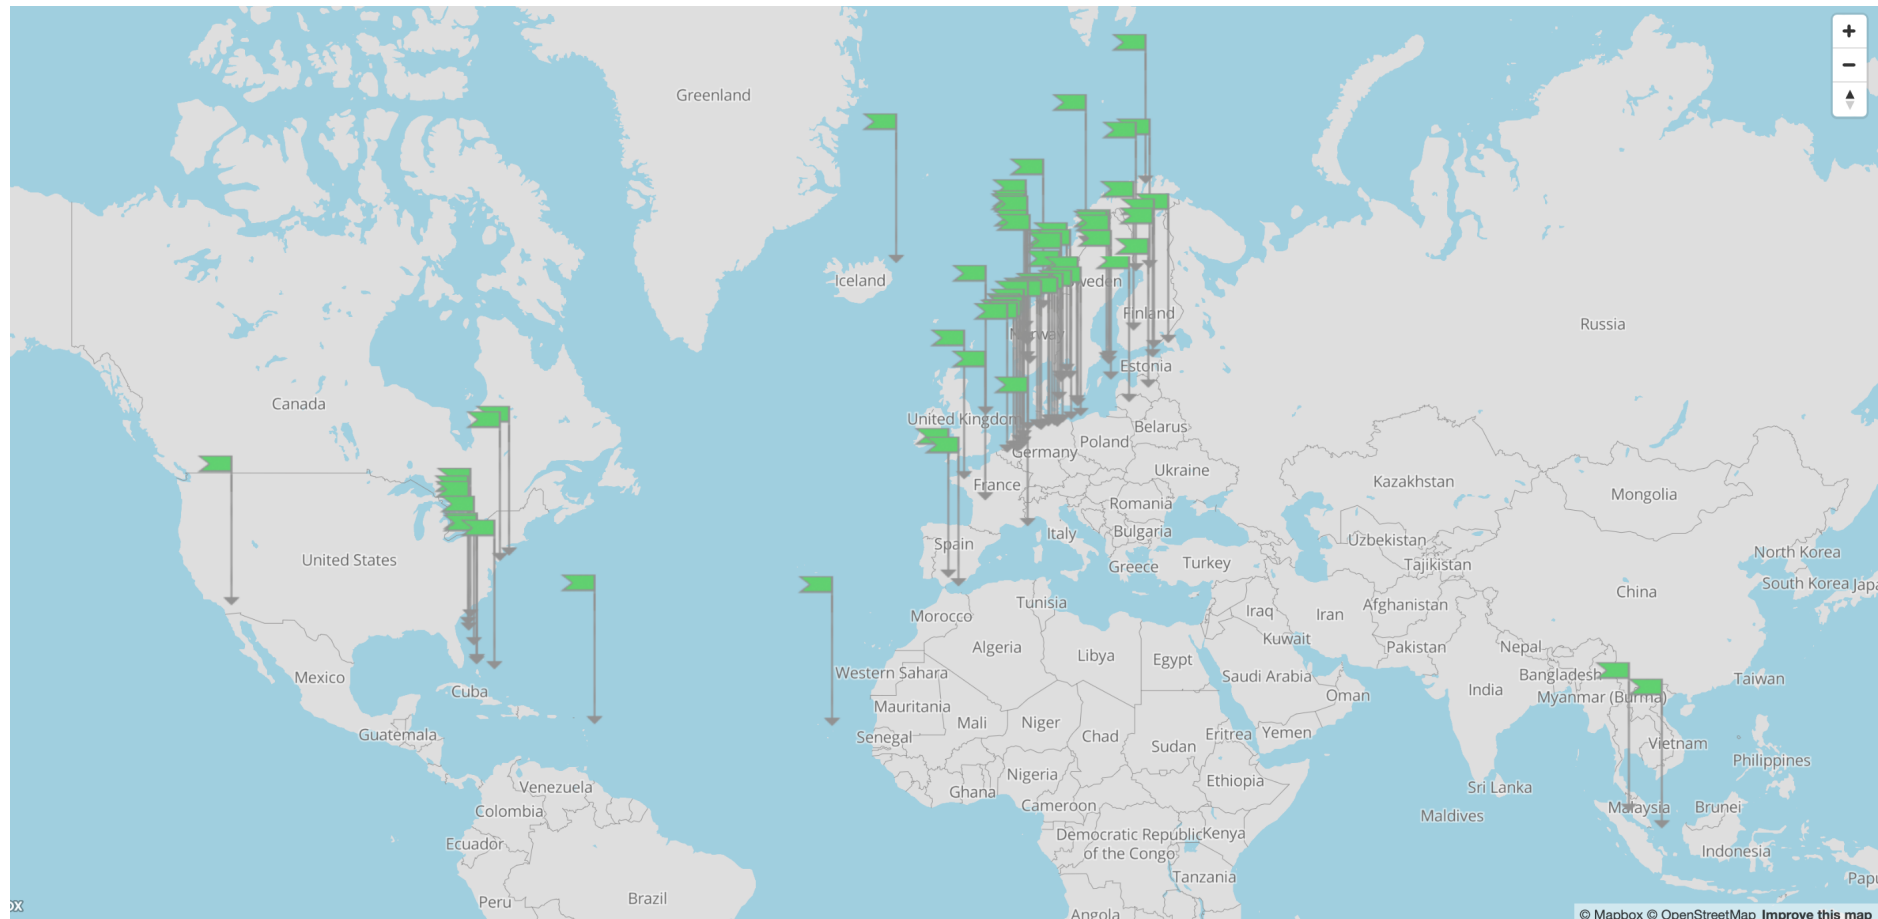 +
−
Greenland
Iceland
Sweden
Russia
Norway
Finland
Estonia
Canada
United Kingdom
Belarus
Poland
Germany
Ukraine
France
Kazakhstan
Mongolia
Romania
United States
Spain
Italy
Bulgaria
Uzbekistan
North Korea
Greece
Turkey
Tajikistan
South Korea
Japa
China
Tunisia
Morocco
Iraq
Iran
Afghanistan
Kuwait
Algeria
Pakistan
Nepal
Libya
Egypt
Western Sahara
Saudi Arabia
Bangladesh
Mexico
Cuba
India
Myanmar (Burma)
Taiwan
Oman
Mauritania
Mali
Niger
Guatemala
Senegal
Chad
Sudan
Eritrea
Yemen
Vietnam
Philippines
Nigeria
Venezuela
Ghana
Ethiopia
Sri Lanka
Colombia
Cameroon
Maldives
Malaysia
Brunei
Ecuador
Democratic Republic
of the Congo
Kenya
Indonesia
Tanzania
Papu
Peru
Brazil
Angola
ox
© Mapbox © OpenStreetMap Improve this map